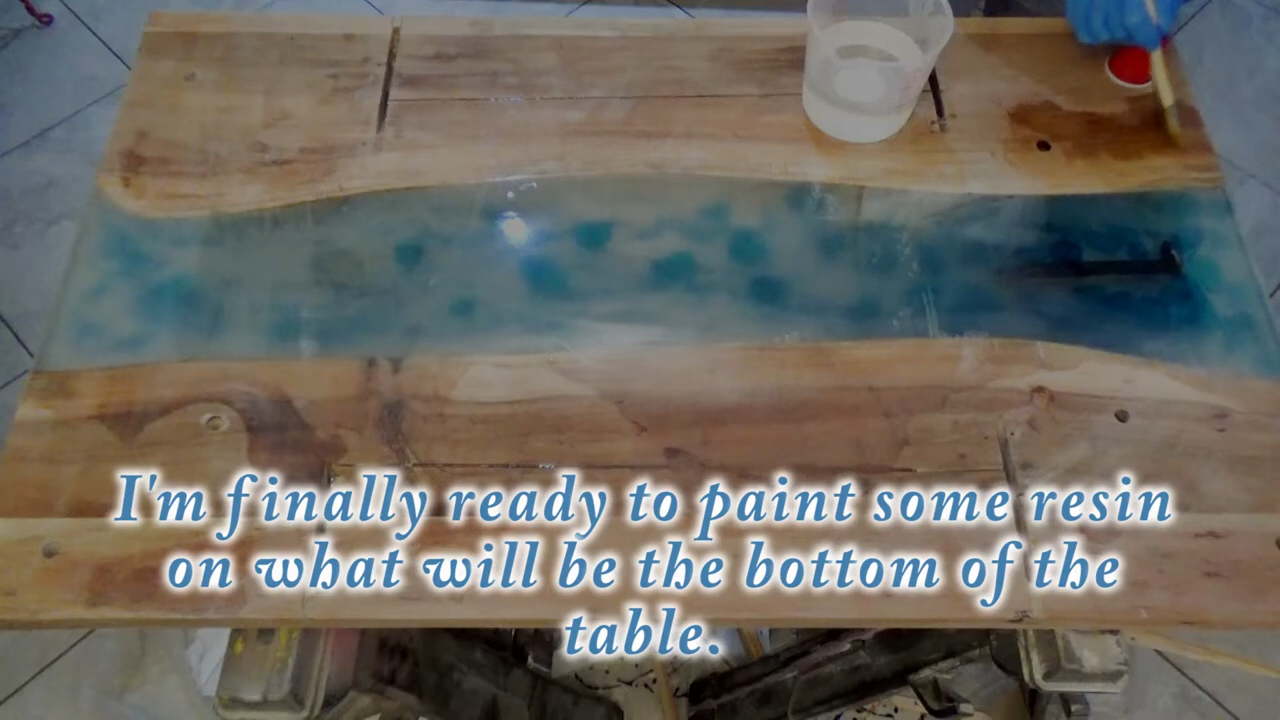 I'm finally ready to paint some resin
on what will be the bottom of the
table.